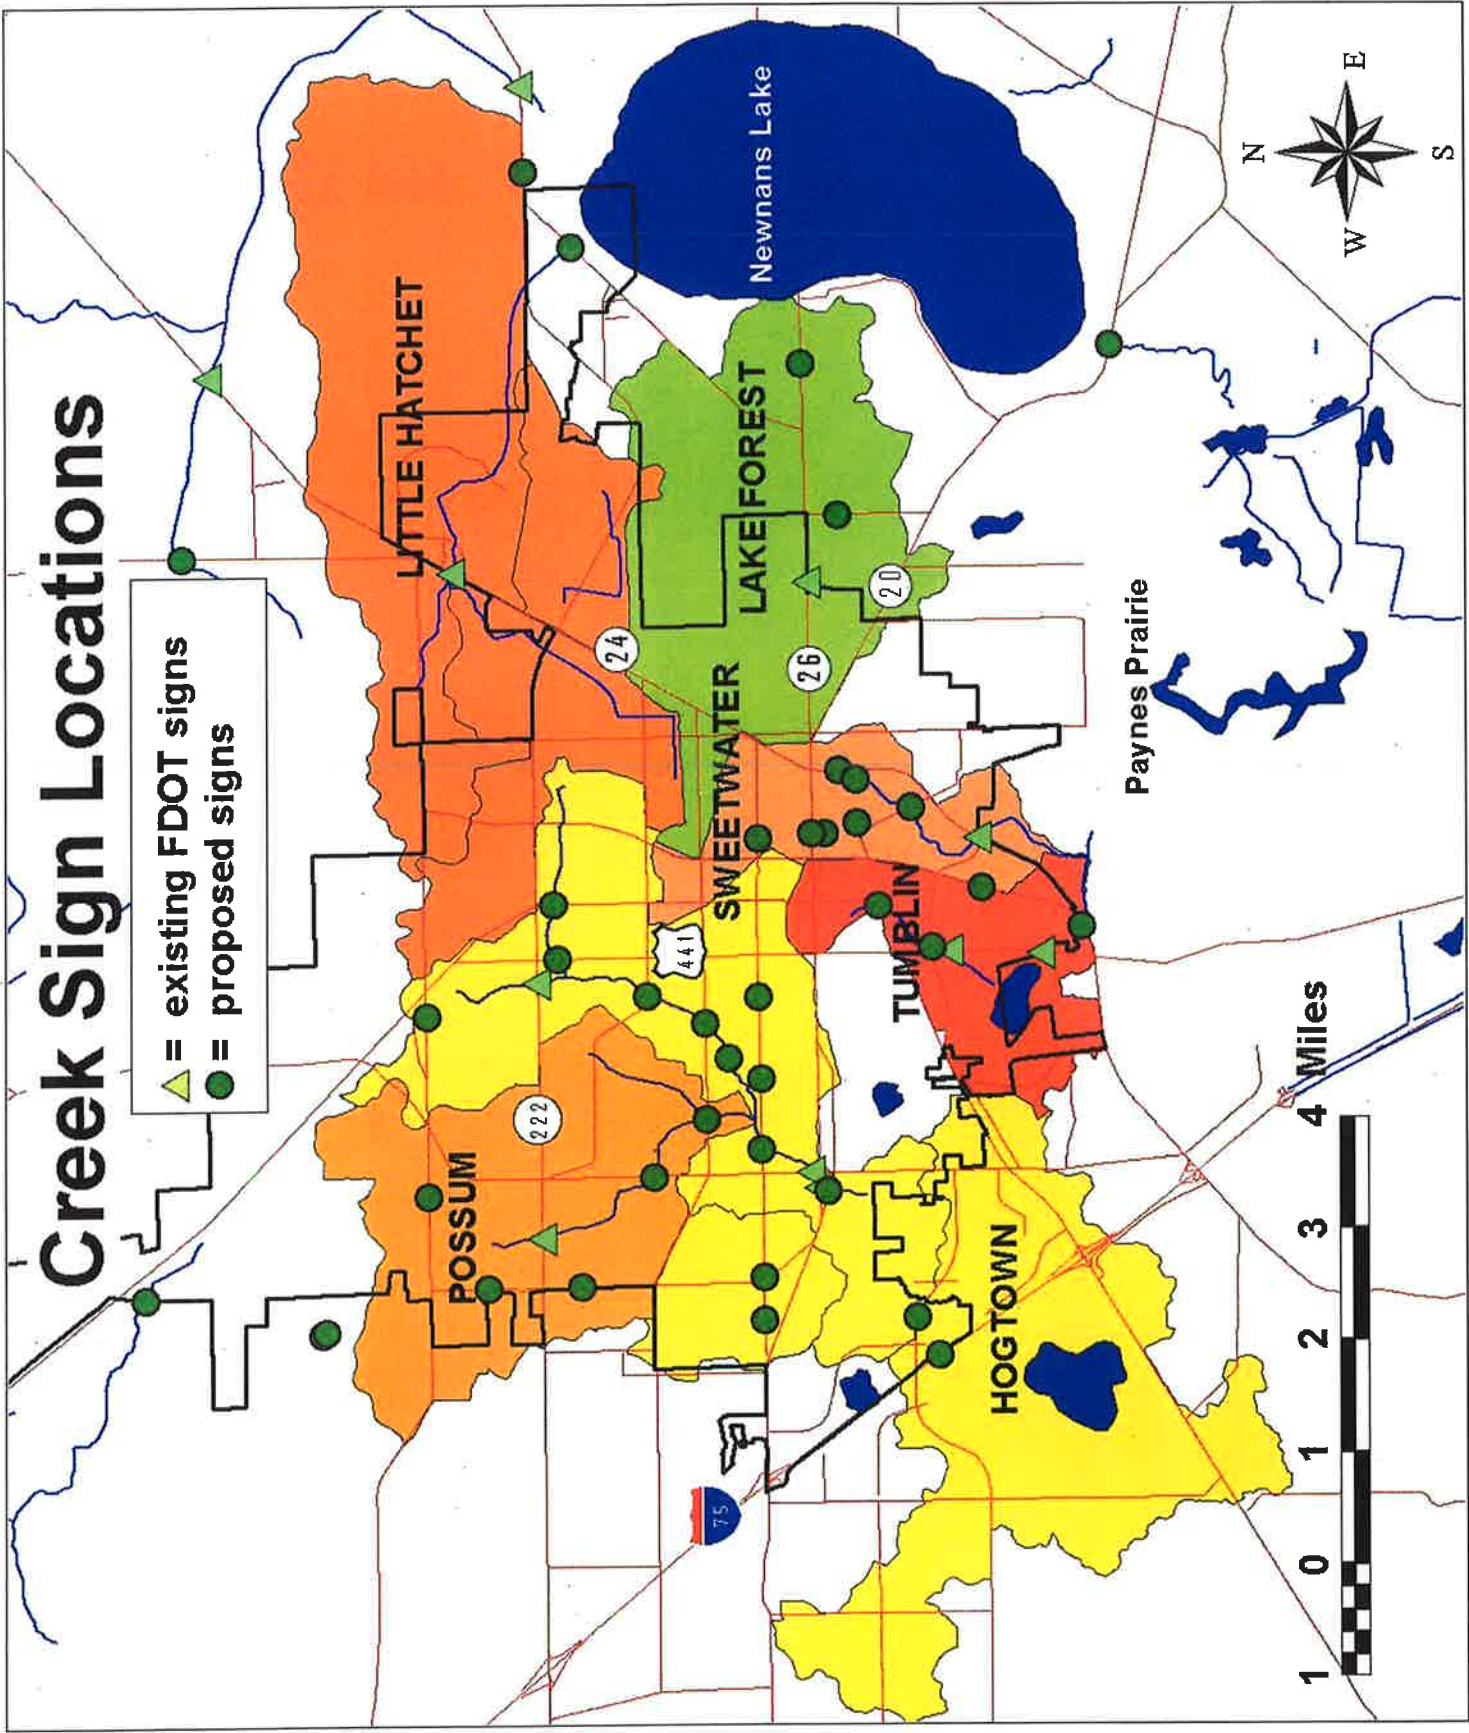 Creek Sign Locations
= existing FDOT signs
= proposed signs
LITTLE HATCHET
Newnans Lake
LAKE FOREST
SWEETWATER
POSSUM
TUMBLIN
HOGTOWN
Paynes Prairie
24
26
20
441
222
75
N
E
S
W
1 0 1 2 3 4 Miles